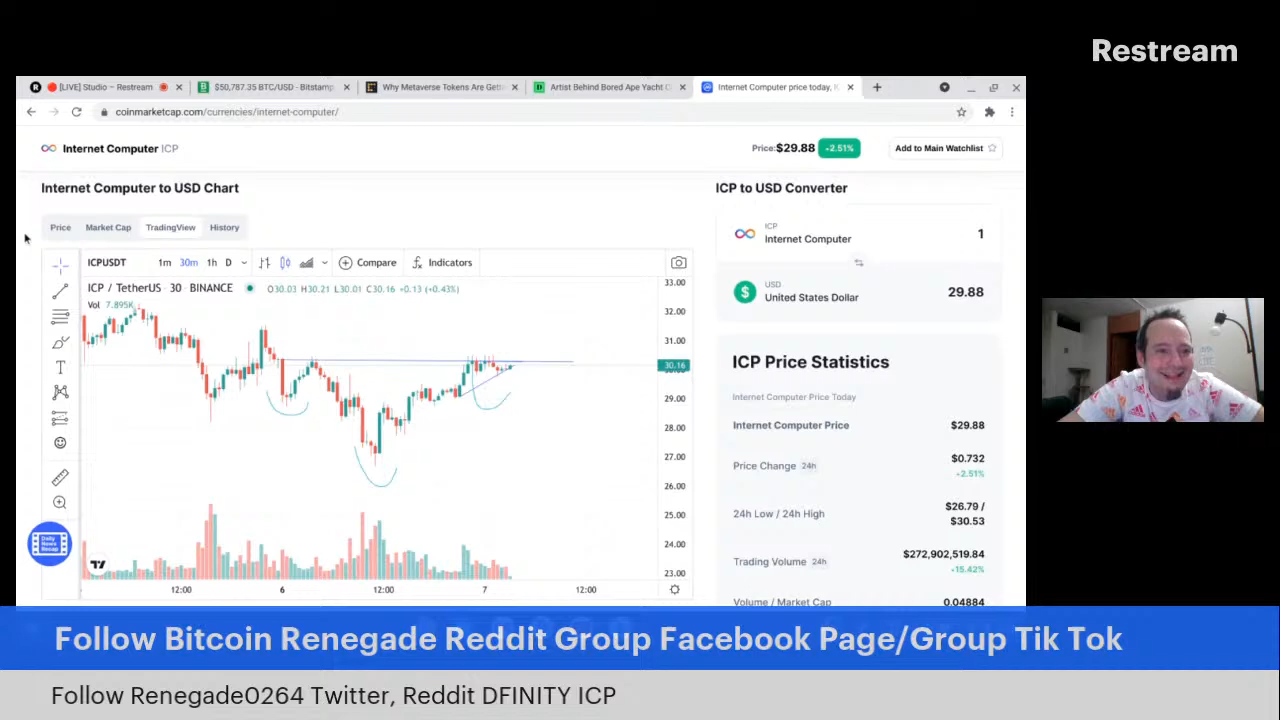 Restream
[LIVE] Studio – Restream
$50,787.35 BTC/USD - Bitstamp
Why Metaverse Tokens Are Gett
Artist Behind Bored Ape Yacht C
Internet Computer price today, I
coinmarketcap.com/currencies/internet-computer/
Internet Computer ICP
Price:$29.88 +2.51%
Add to Main Watchlist
Internet Computer to USD Chart
ICP to USD Converter
Price Market Cap TradingView History
ICP
Internet Computer
1
USD
United States Dollar
29.88
ICPUSDT 1m 30m 1h D Compare Indicators
ICP / TetherUS · 30 · BINANCE O30.03 H30.21 L30.01 C30.16 +0.13 (+0.43%)
Vol 7.895K
33.00
32.00
31.00
30.16
29.00
28.00
27.00
26.00
25.00
24.00
23.00
12:00 6 12:00 7 12:00
Daily
News
Recap
ICP Price Statistics
Internet Computer Price Today
Internet Computer Price $29.88
Price Change 24h $0.732
+2.51%
24h Low / 24h High $26.79 /
$30.53
Trading Volume 24h $272,902,519.84
+15.42%
Volume / Market Cap 0.04884
Follow Bitcoin Renegade Reddit Group Facebook Page/Group Tik Tok
Follow Renegade0264 Twitter, Reddit DFINITY ICP